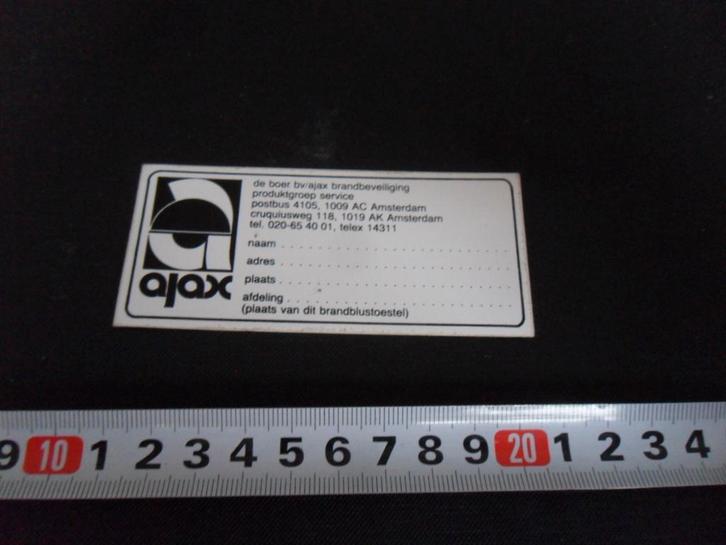 de boer bv/ajax brandbeveiliging
produktgroep service
postbus 4105, 1009 AC Amsterdam
cruquiusweg 118, 1019 AK Amsterdam
tel. 020-65 40 01, telex 14311
naam
adres
plaats
afdeling
(plaats van dit brandblustoestel)
ajax
9 10 1 2 3 4 5 6 7 8 9 20 1 2 3 4